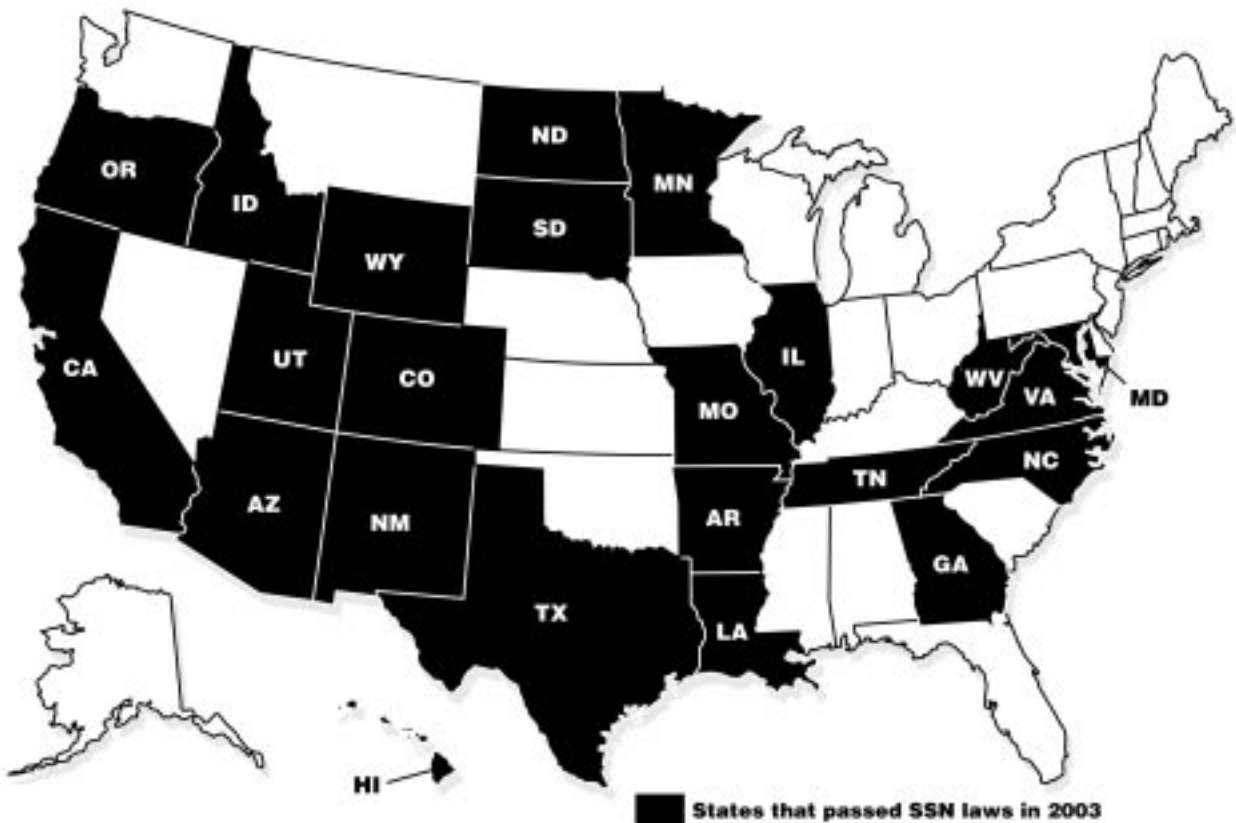 ND
OR
MN
ID
SD
WY
UT
CO
IL
CA
WV
MO
VA
MD
NC
TN
AZ
AR
NM
GA
TX
LA
HI
States that passed SSN laws in 2003